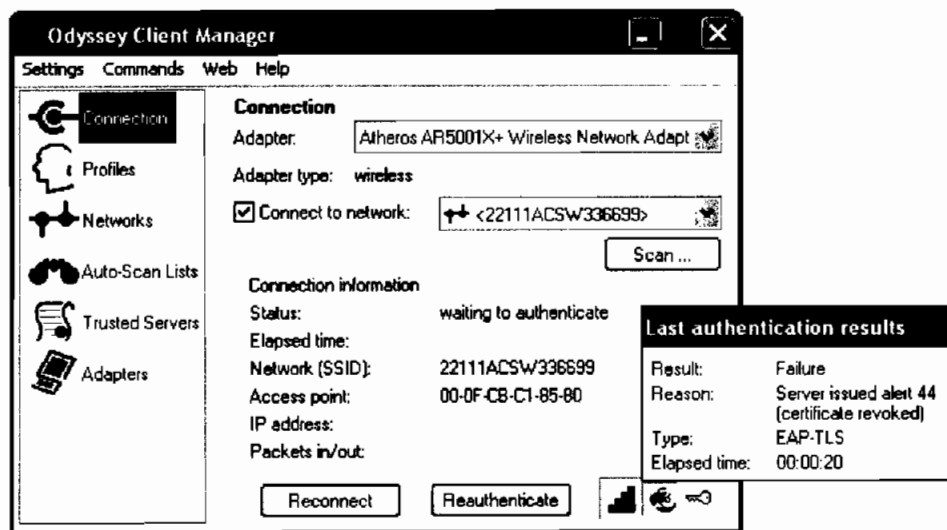 Odyssey Client Manager
Settings Commands Web Help
Connection
Profiles
Networks
Auto-Scan Lists
Trusted Servers
Adapters
Connection
Adapter: Atheros AR5001X+ Wireless Network Adapt
Adapter type: wireless
Connect to network: <22111ACSW336699>
Scan ...
Connection information
Status: waiting to authenticate
Elapsed time:
Network (SSID): 22111ACSW336699
Access point: 00-0F-CB-C1-85-80
IP address:
Packets in/out:
Reconnect Reauthenticate
Last authentication results
Result: Failure
Reason: Server issued alert 44
(certificate revoked)
Type: EAP-TLS
Elapsed time: 00:00:20